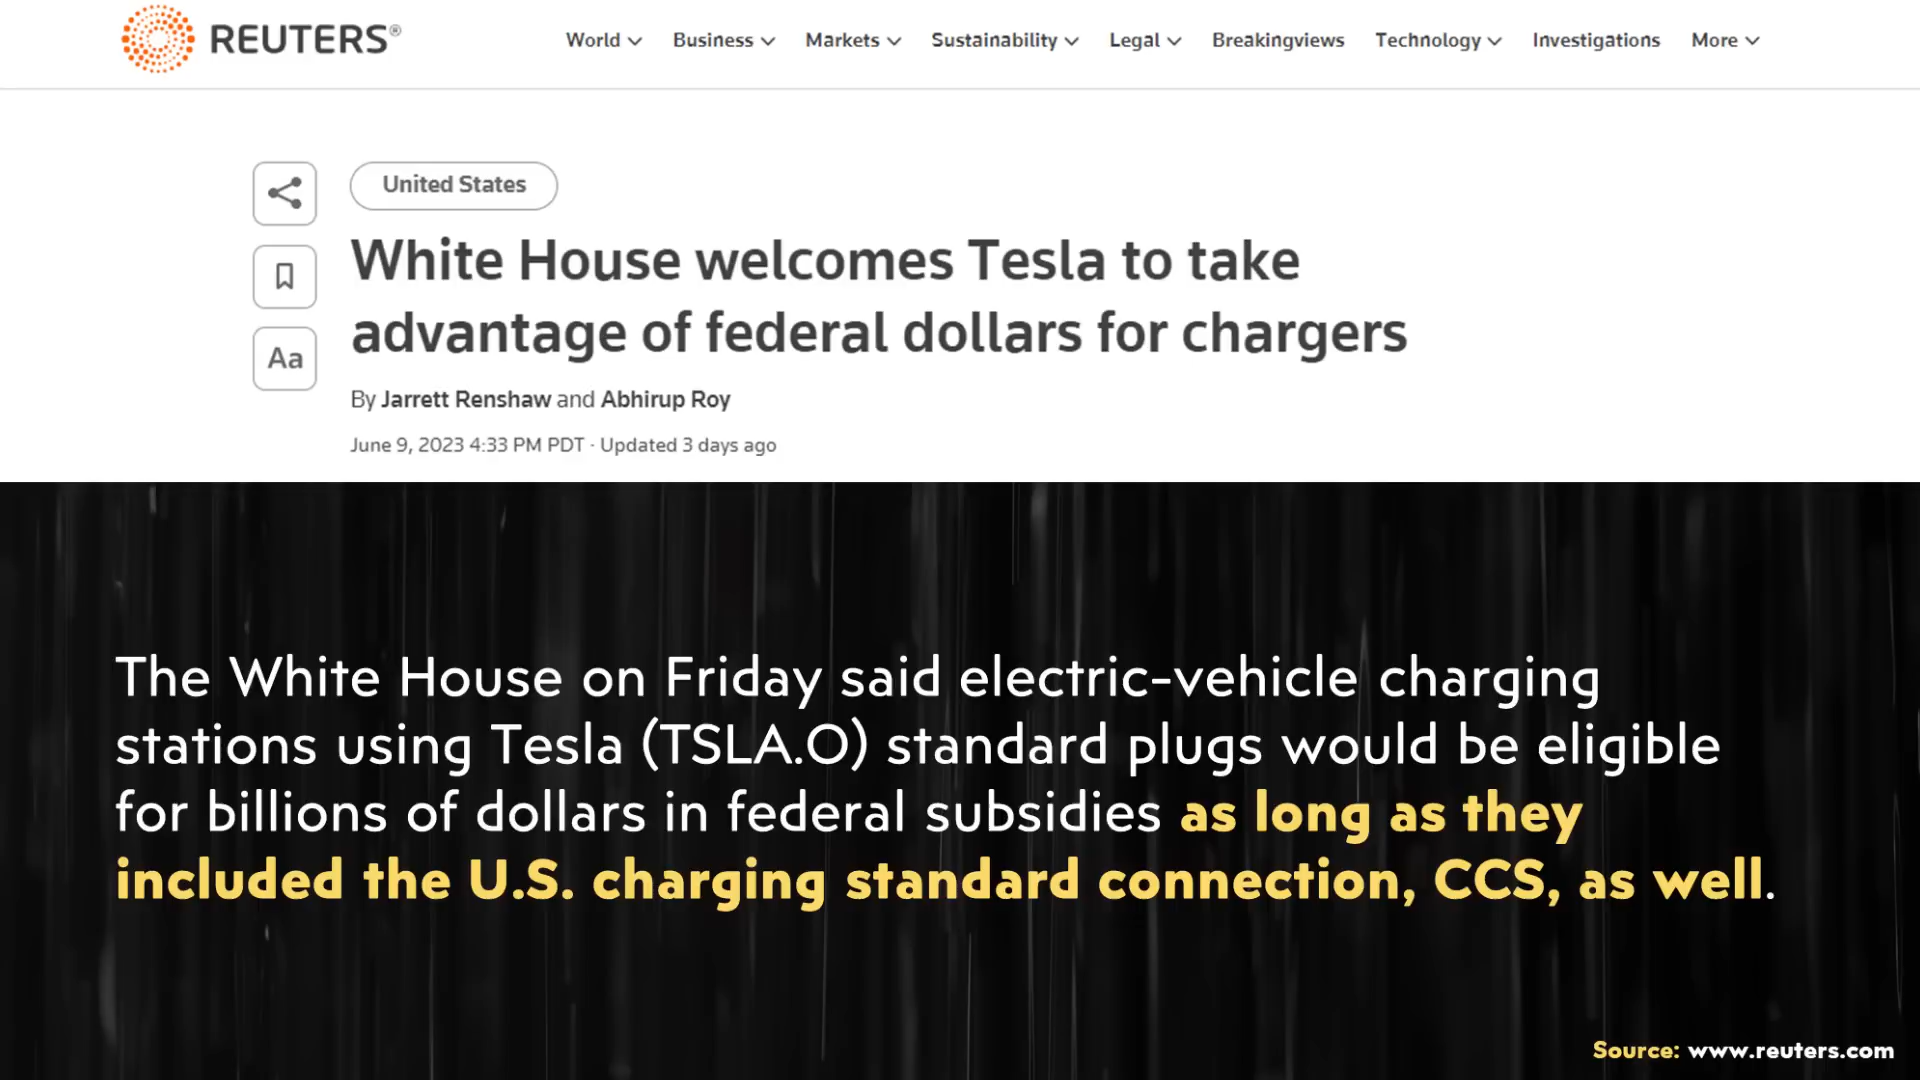 REUTERS®
World Business Markets Sustainability Legal Breakingviews Technology Investigations More
United States
White House welcomes Tesla to take
advantage of federal dollars for chargers
Aa
By Jarrett Renshaw and Abhirup Roy
June 9, 2023 4:33 PM PDT · Updated 3 days ago
The White House on Friday said electric-vehicle charging
stations using Tesla (TSLA.O) standard plugs would be eligible
for billions of dollars in federal subsidies as long as they
included the U.S. charging standard connection, CCS, as well.
Source: www.reuters.com